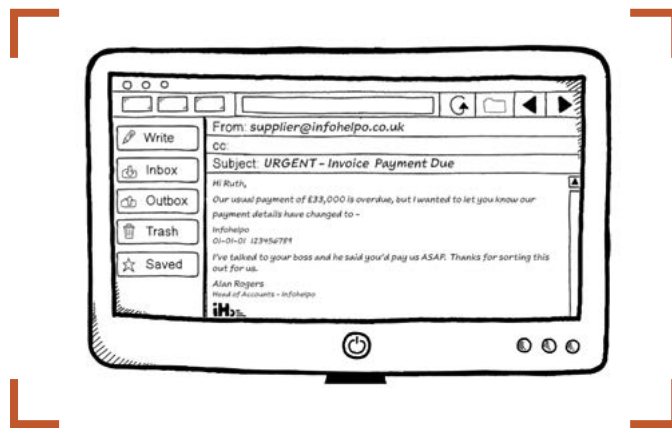 From: supplier@infohelpo.co.uk
Write
cc:
Subject: URGENT - Invoice Payment Due
Inbox
Hi Ruth,
Our usual payment of £33,000 is overdue, but I wanted to let you know our
Outbox
payment details have changed to -
Infohelpo
Trash
01-01-01 123456789
I've talked to your boss and he said you'd pay us ASAP. Thanks for sorting this
Saved
out for us.
Alan Rogers
Head of Accounts - Infohelpo
iH